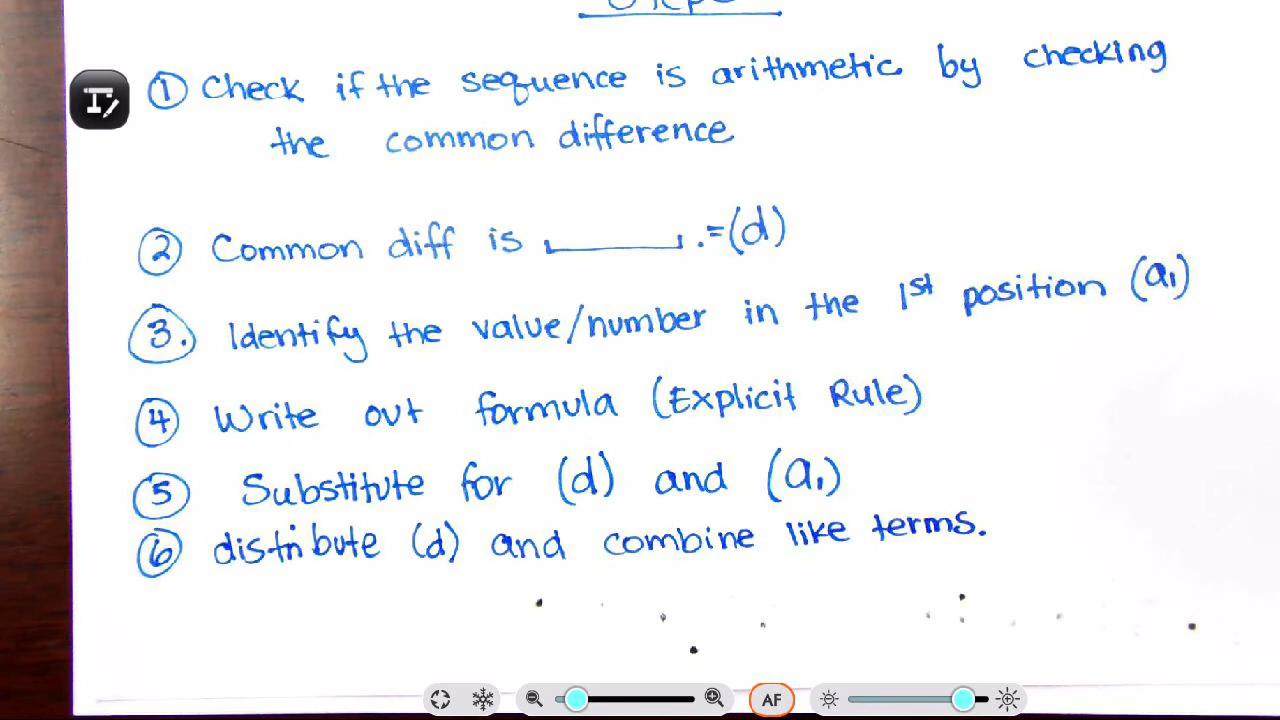 ① Check if the sequence is arithmetic by checking
the common difference
② Common diff is ______ .=(d)
③. Identify the value/number in the 1st position (a₁)
④ Write out formula (Explicit Rule)
⑤ Substitute for (d) and (a₁)
⑥ distribute (d) and combine like terms.
AF